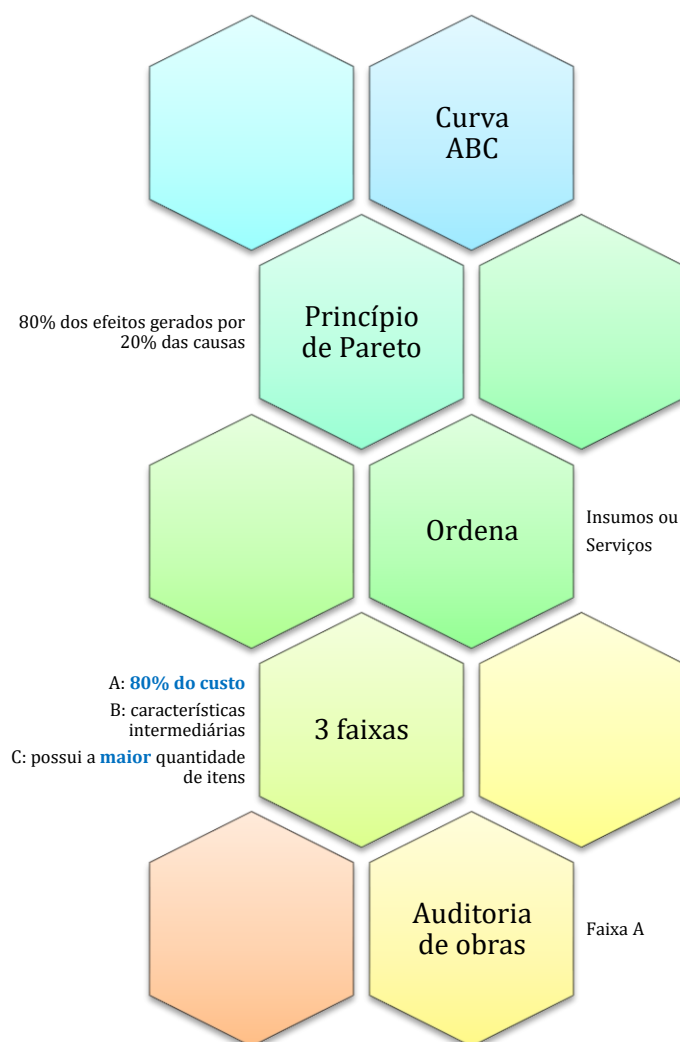 Curva
ABC
80% dos efeitos gerados por
20% das causas
Princípio
de Pareto
Ordena
Insumos ou
Serviços
A: 80% do custo
B: características
intermediárias
C: possui a maior quantidade
de itens
3 faixas
Auditoria
de obras
Faixa A